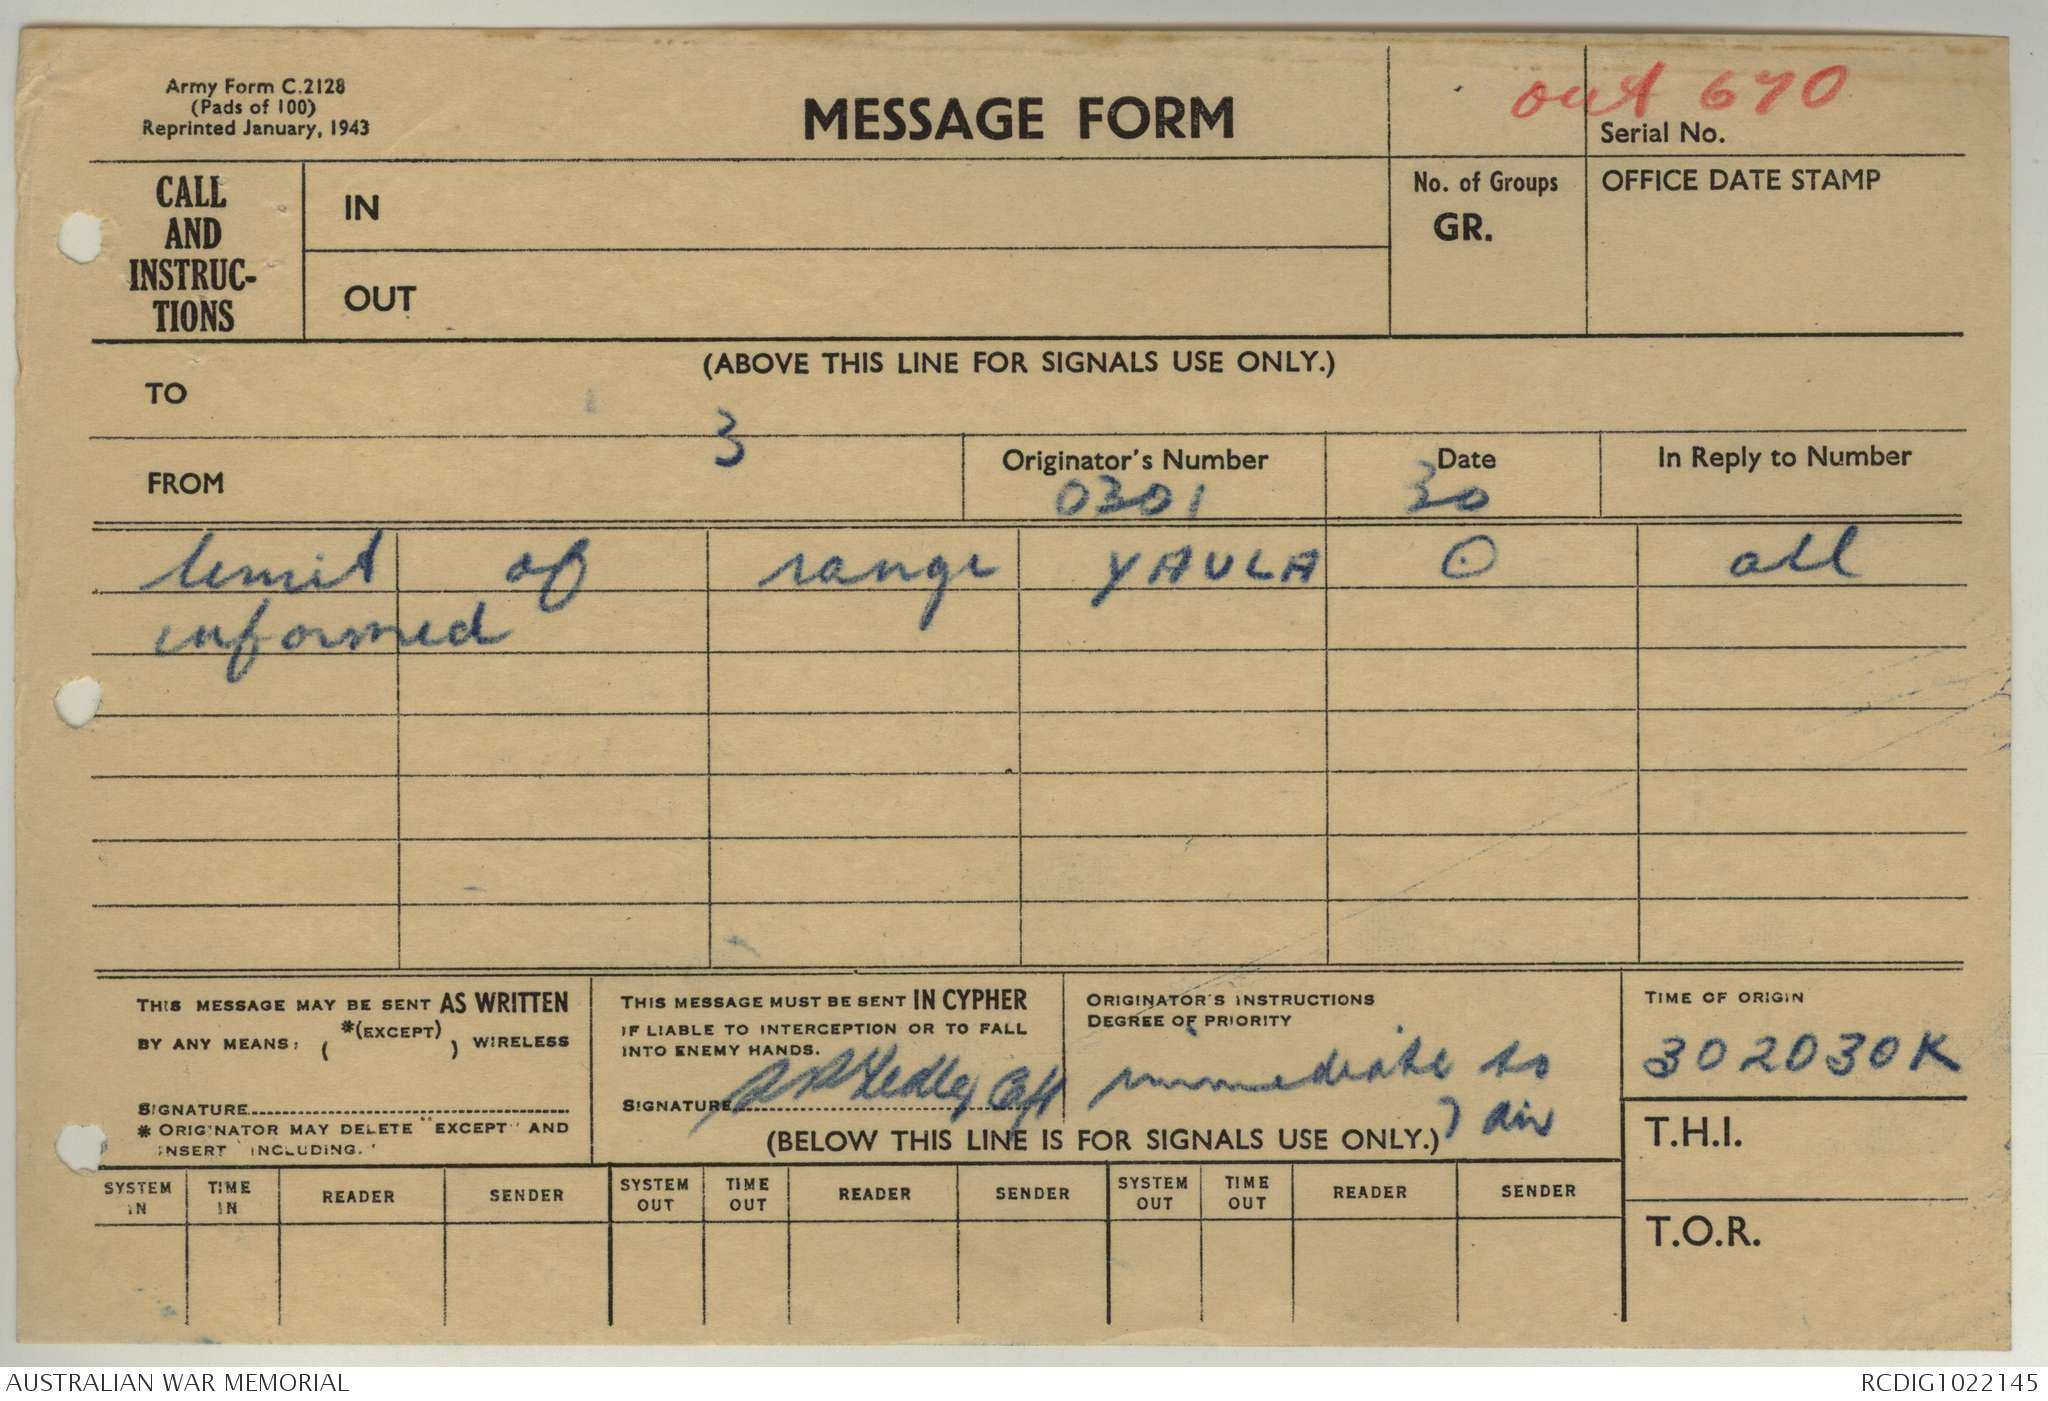 Army Form C.2128
(Pads of 100)
Reprinted January, 1943
MESSAGE FORM
out 670
Serial No.
CALL
AND
INSTRUC-
TIONS
IN
OUT
No. of Groups
GR.
OFFICE DATE STAMP
(ABOVE THIS LINE FOR SIGNALS USE ONLY.)
TO
3
FROM
Originator's Number
0301
Date
30
In Reply to Number
limit of range YAULA ⊙ all
informed
THIS MESSAGE MAY BE SENT AS WRITTEN
BY ANY MEANS: ( *(EXCEPT) ) WIRELESS
SIGNATURE
* ORIGINATOR MAY DELETE "EXCEPT" AND
INSERT "INCLUDING."
THIS MESSAGE MUST BE SENT IN CYPHER
IF LIABLE TO INTERCEPTION OR TO FALL
INTO ENEMY HANDS.
SIGNATURE
ORIGINATOR'S INSTRUCTIONS
DEGREE OF PRIORITY
immediate to
7 div
TIME OF ORIGIN
302030K
T.H.I.
T.O.R.
(BELOW THIS LINE IS FOR SIGNALS USE ONLY.)
SYSTEM IN TIME IN READER SENDER SYSTEM OUT TIME OUT READER SENDER SYSTEM OUT TIME OUT READER SENDER
AUSTRALIAN WAR MEMORIAL
RCDIG1022145